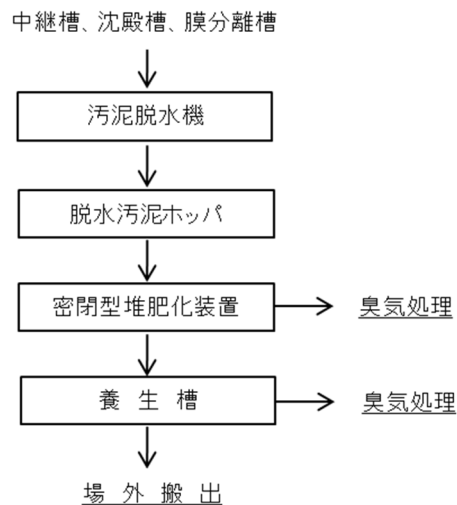 中継槽、沈殿槽、膜分離槽
汚泥脱水機
脱水汚泥ホッパ
密閉型堆肥化装置
臭気処理
養生槽
臭気処理
場外搬出